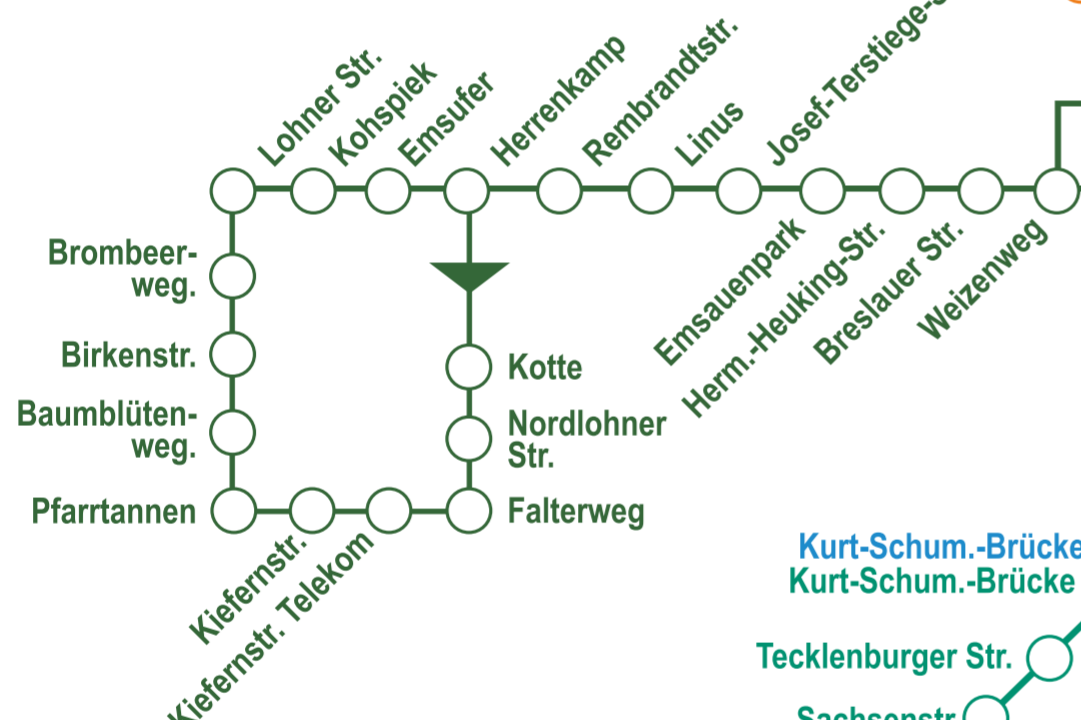 Lohner Str.
Kohspiek
Emsufer
Herrenkamp
Rembrandtstr.
Linus
Josef-Terstiege-
Brombeer-
weg.
Birkenstr.
Baumblüten-
weg.
Pfarrtannen
Kiefernstr.
Kiefernstr. Telekom
Kotte
Nordlohner
Str.
Falterweg
Emsauenpark
Herm.-Heuking-Str.
Breslauer Str.
Weizenweg
Kurt-Schum.-Brücke
Kurt-Schum.-Brücke
Tecklenburger Str.
Sachsenstr.